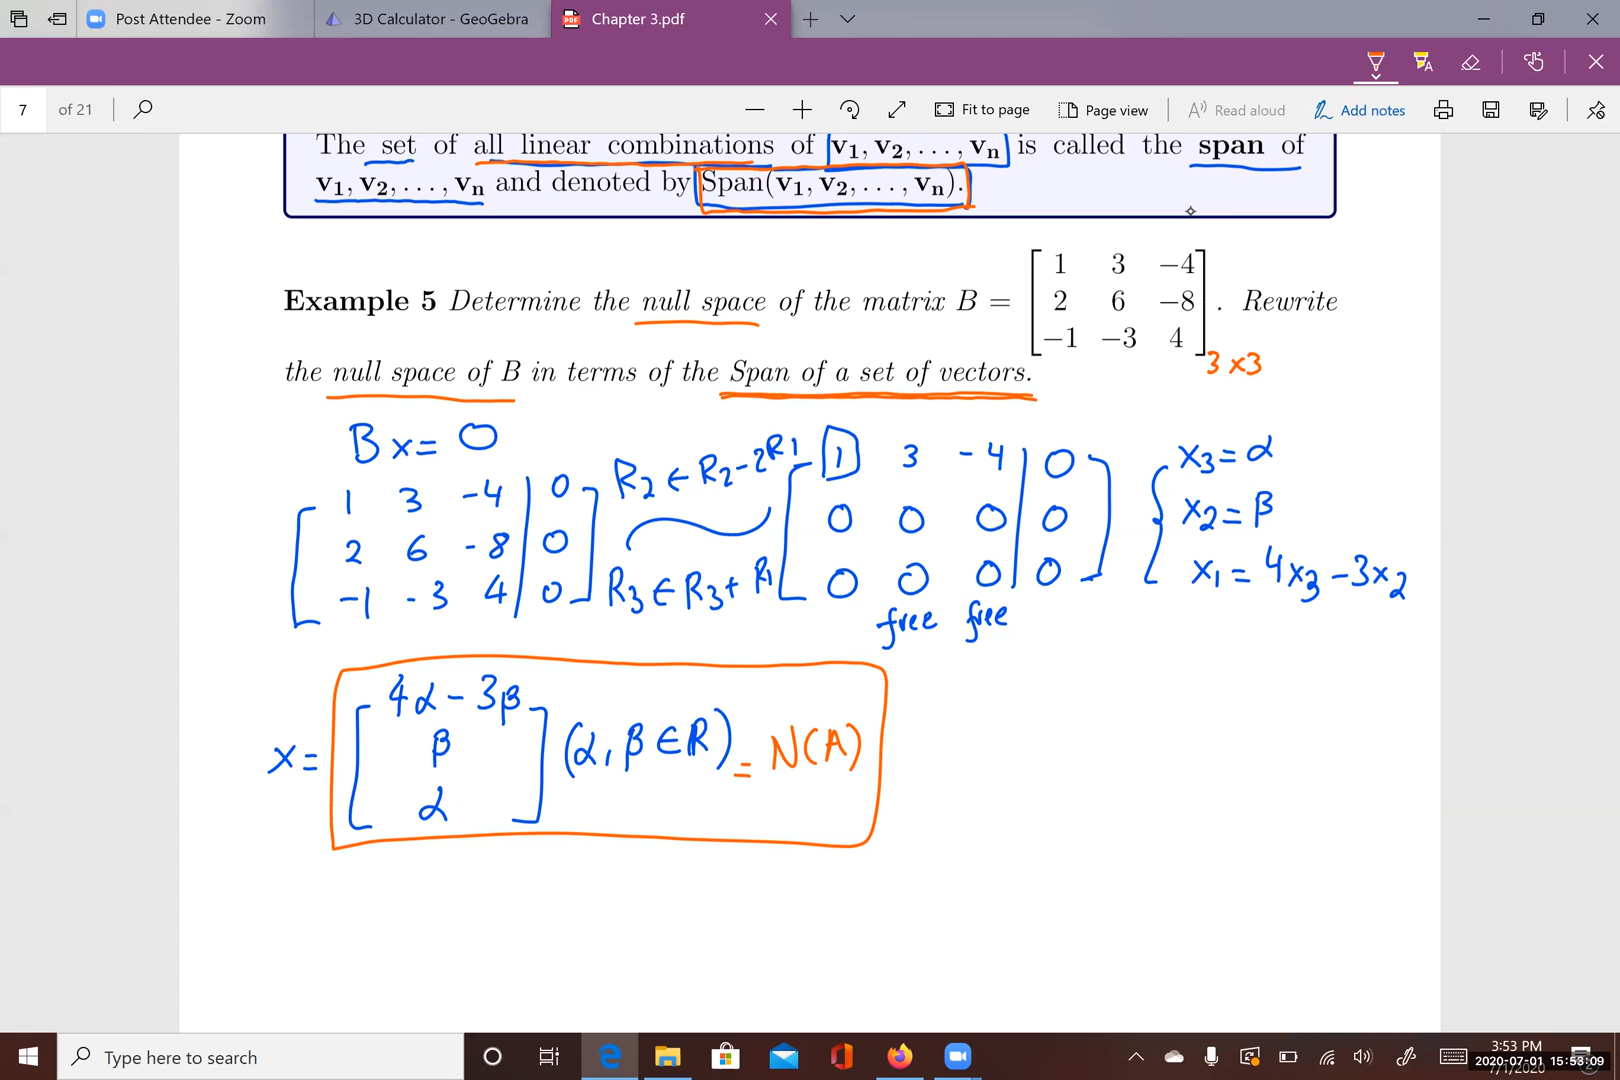 Post Attendee - Zoom
3D Calculator - GeoGebra
Chapter 3.pdf
7 of 21
Fit to page
Page view
Read aloud
Add notes
The set of all linear combinations of v1, v2, . . . , vn is called the span of
v1, v2, . . . , vn and denoted by Span(v1, v2, . . . , vn).
Example 5 Determine the null space of the matrix B = [1 3 −4
2 6 −8
−1 −3 4]. Rewrite
3 x 3
the null space of B in terms of the Span of a set of vectors.
B x = 0
[1 3 -4 | 0
2 6 -8 | 0
-1 -3 4 | 0]
R2 ← R2 - 2R1
R3 ← R3 + R1
[1 3 -4 | 0
0 0 0 | 0
0 0 0 | 0]
free free
x3 = α
x2 = β
x1 = 4x3 - 3x2
x = [4α - 3β
β
α] (α, β ∈ R) = N(A)
Type here to search
3:53 PM
2020-07-01 15:53:09
7/1/2020